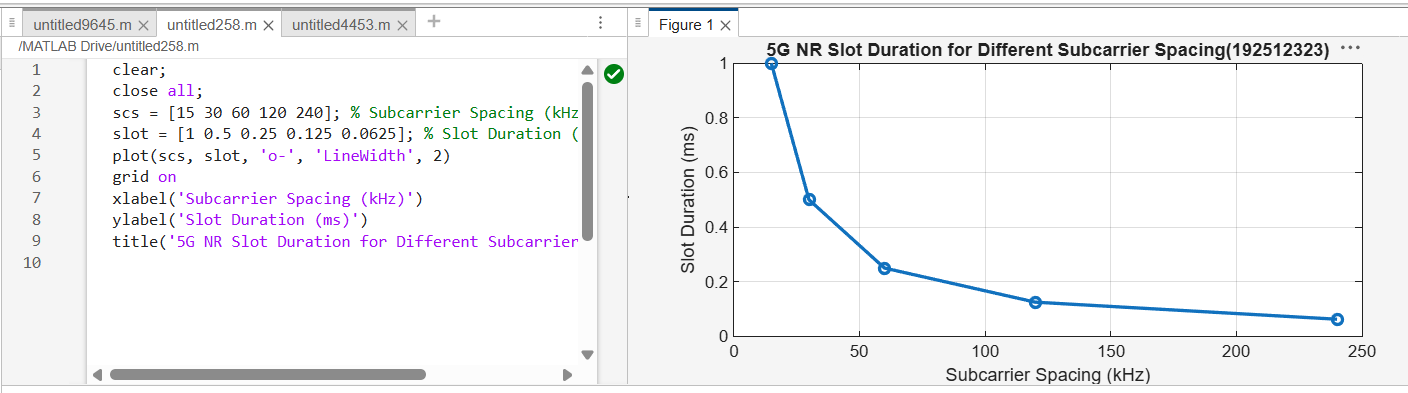 untitled9645.m × untitled258.m × untitled4453.m × +
/MATLAB Drive/untitled258.m
1 clear;
2 close all;
3 scs = [15 30 60 120 240]; % Subcarrier Spacing (kHz
4 slot = [1 0.5 0.25 0.125 0.0625]; % Slot Duration (
5 plot(scs, slot, 'o-', 'LineWidth', 2)
6 grid on
7 xlabel('Subcarrier Spacing (kHz)')
8 ylabel('Slot Duration (ms)')
9 title('5G NR Slot Duration for Different Subcarrier
10
Figure 1 ×
5G NR Slot Duration for Different Subcarrier Spacing(192512323)
Slot Duration (ms)
1
0.8
0.6
0.4
0.2
0
0 50 100 150 200 250
Subcarrier Spacing (kHz)